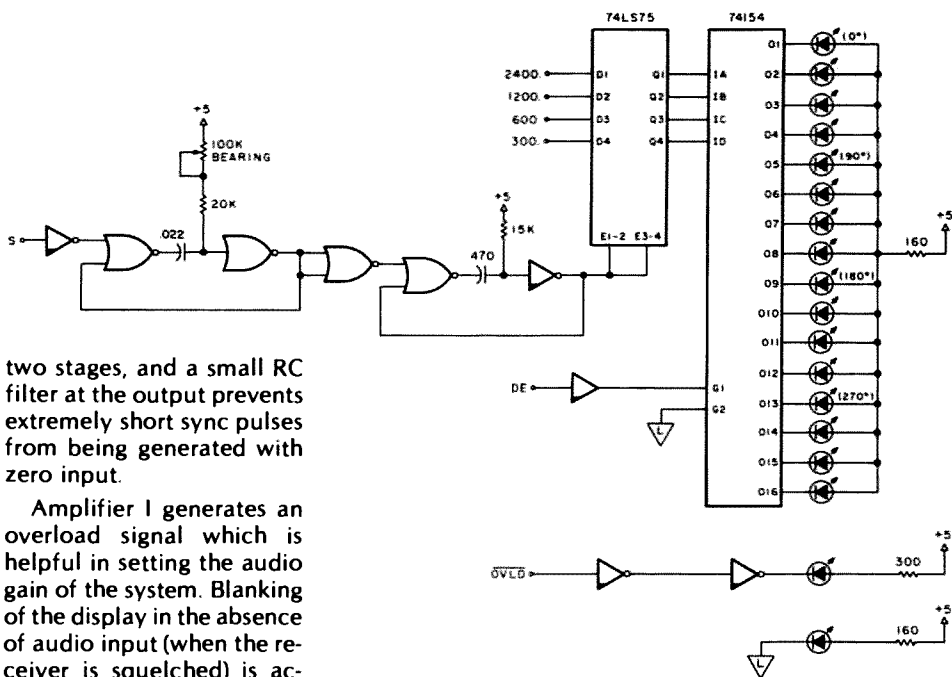 74LS75
74154
2400.
1200.
600
300.
D1
D2
D3
D4
Q1
Q2
Q3
Q4
E1-2
E3-4
IA
IB
IC
ID
G1
G2
O1
O2
O3
O4
O5
O6
O7
O8
O9
O10
O11
O12
O13
O14
O15
O16
(0°)
(90°)
(180°)
(270°)
+5
160
+5
100K
BEARING
20K
S
.022
+5
15K
470
DE
L
OVLD
+5
300
+5
160
L
two stages, and a small RC
filter at the output prevents
extremely short sync pulses
from being generated with
zero input.
Amplifier I generates an
overload signal which is
helpful in setting the audio
gain of the system. Blanking
of the display in the absence
of audio input (when the re-
ceiver is squelched) is ac-